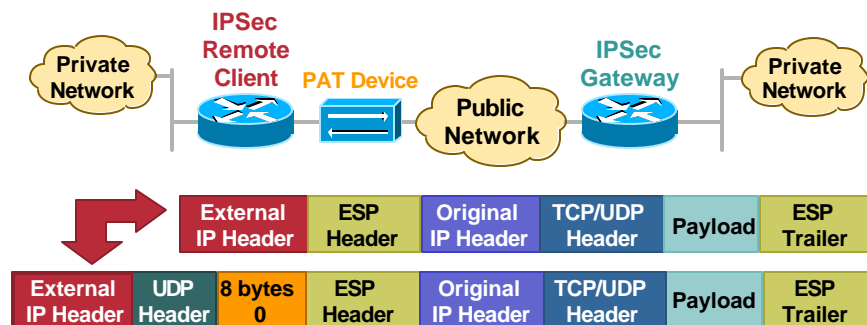 IPSec
Remote
Client
IPSec
Gateway
Private
Network
PAT Device
Public
Network
Private
Network
External
IP Header
ESP
Header
Original
IP Header
TCP/UDP
Header
Payload
ESP
Trailer
External
IP Header
UDP
Header
8 bytes
0
ESP
Header
Original
IP Header
TCP/UDP
Header
Payload
ESP
Trailer